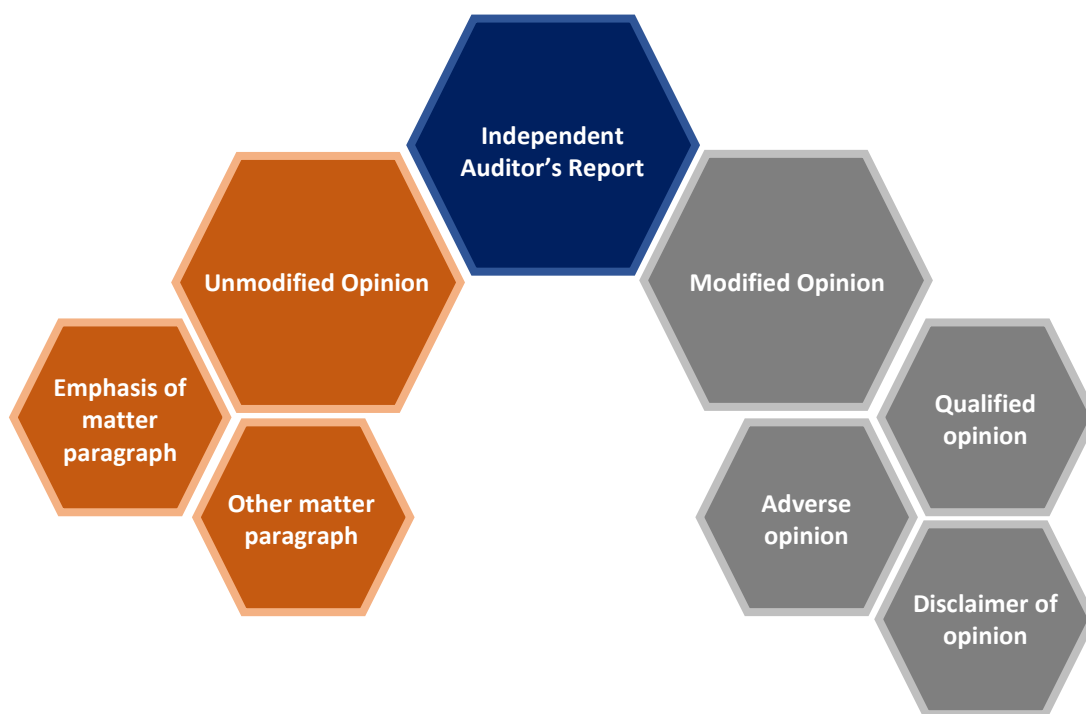 Independent
Auditor’s Report
Unmodified Opinion
Modified Opinion
Emphasis of
matter
paragraph
Other matter
paragraph
Qualified
opinion
Adverse
opinion
Disclaimer of
opinion